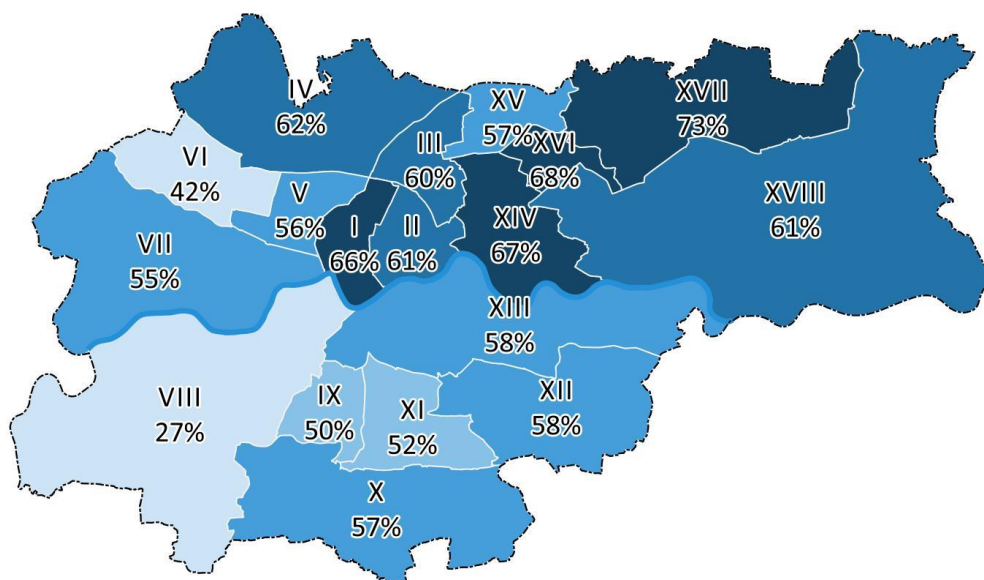 IV
62%
XV
57%
XVII
73%
III
60%
XVI
68%
VI
42%
V
56%
XVIII
61%
I
66%
II
61%
XIV
67%
VII
55%
XIII
58%
VIII
27%
IX
50%
XI
52%
XII
58%
X
57%